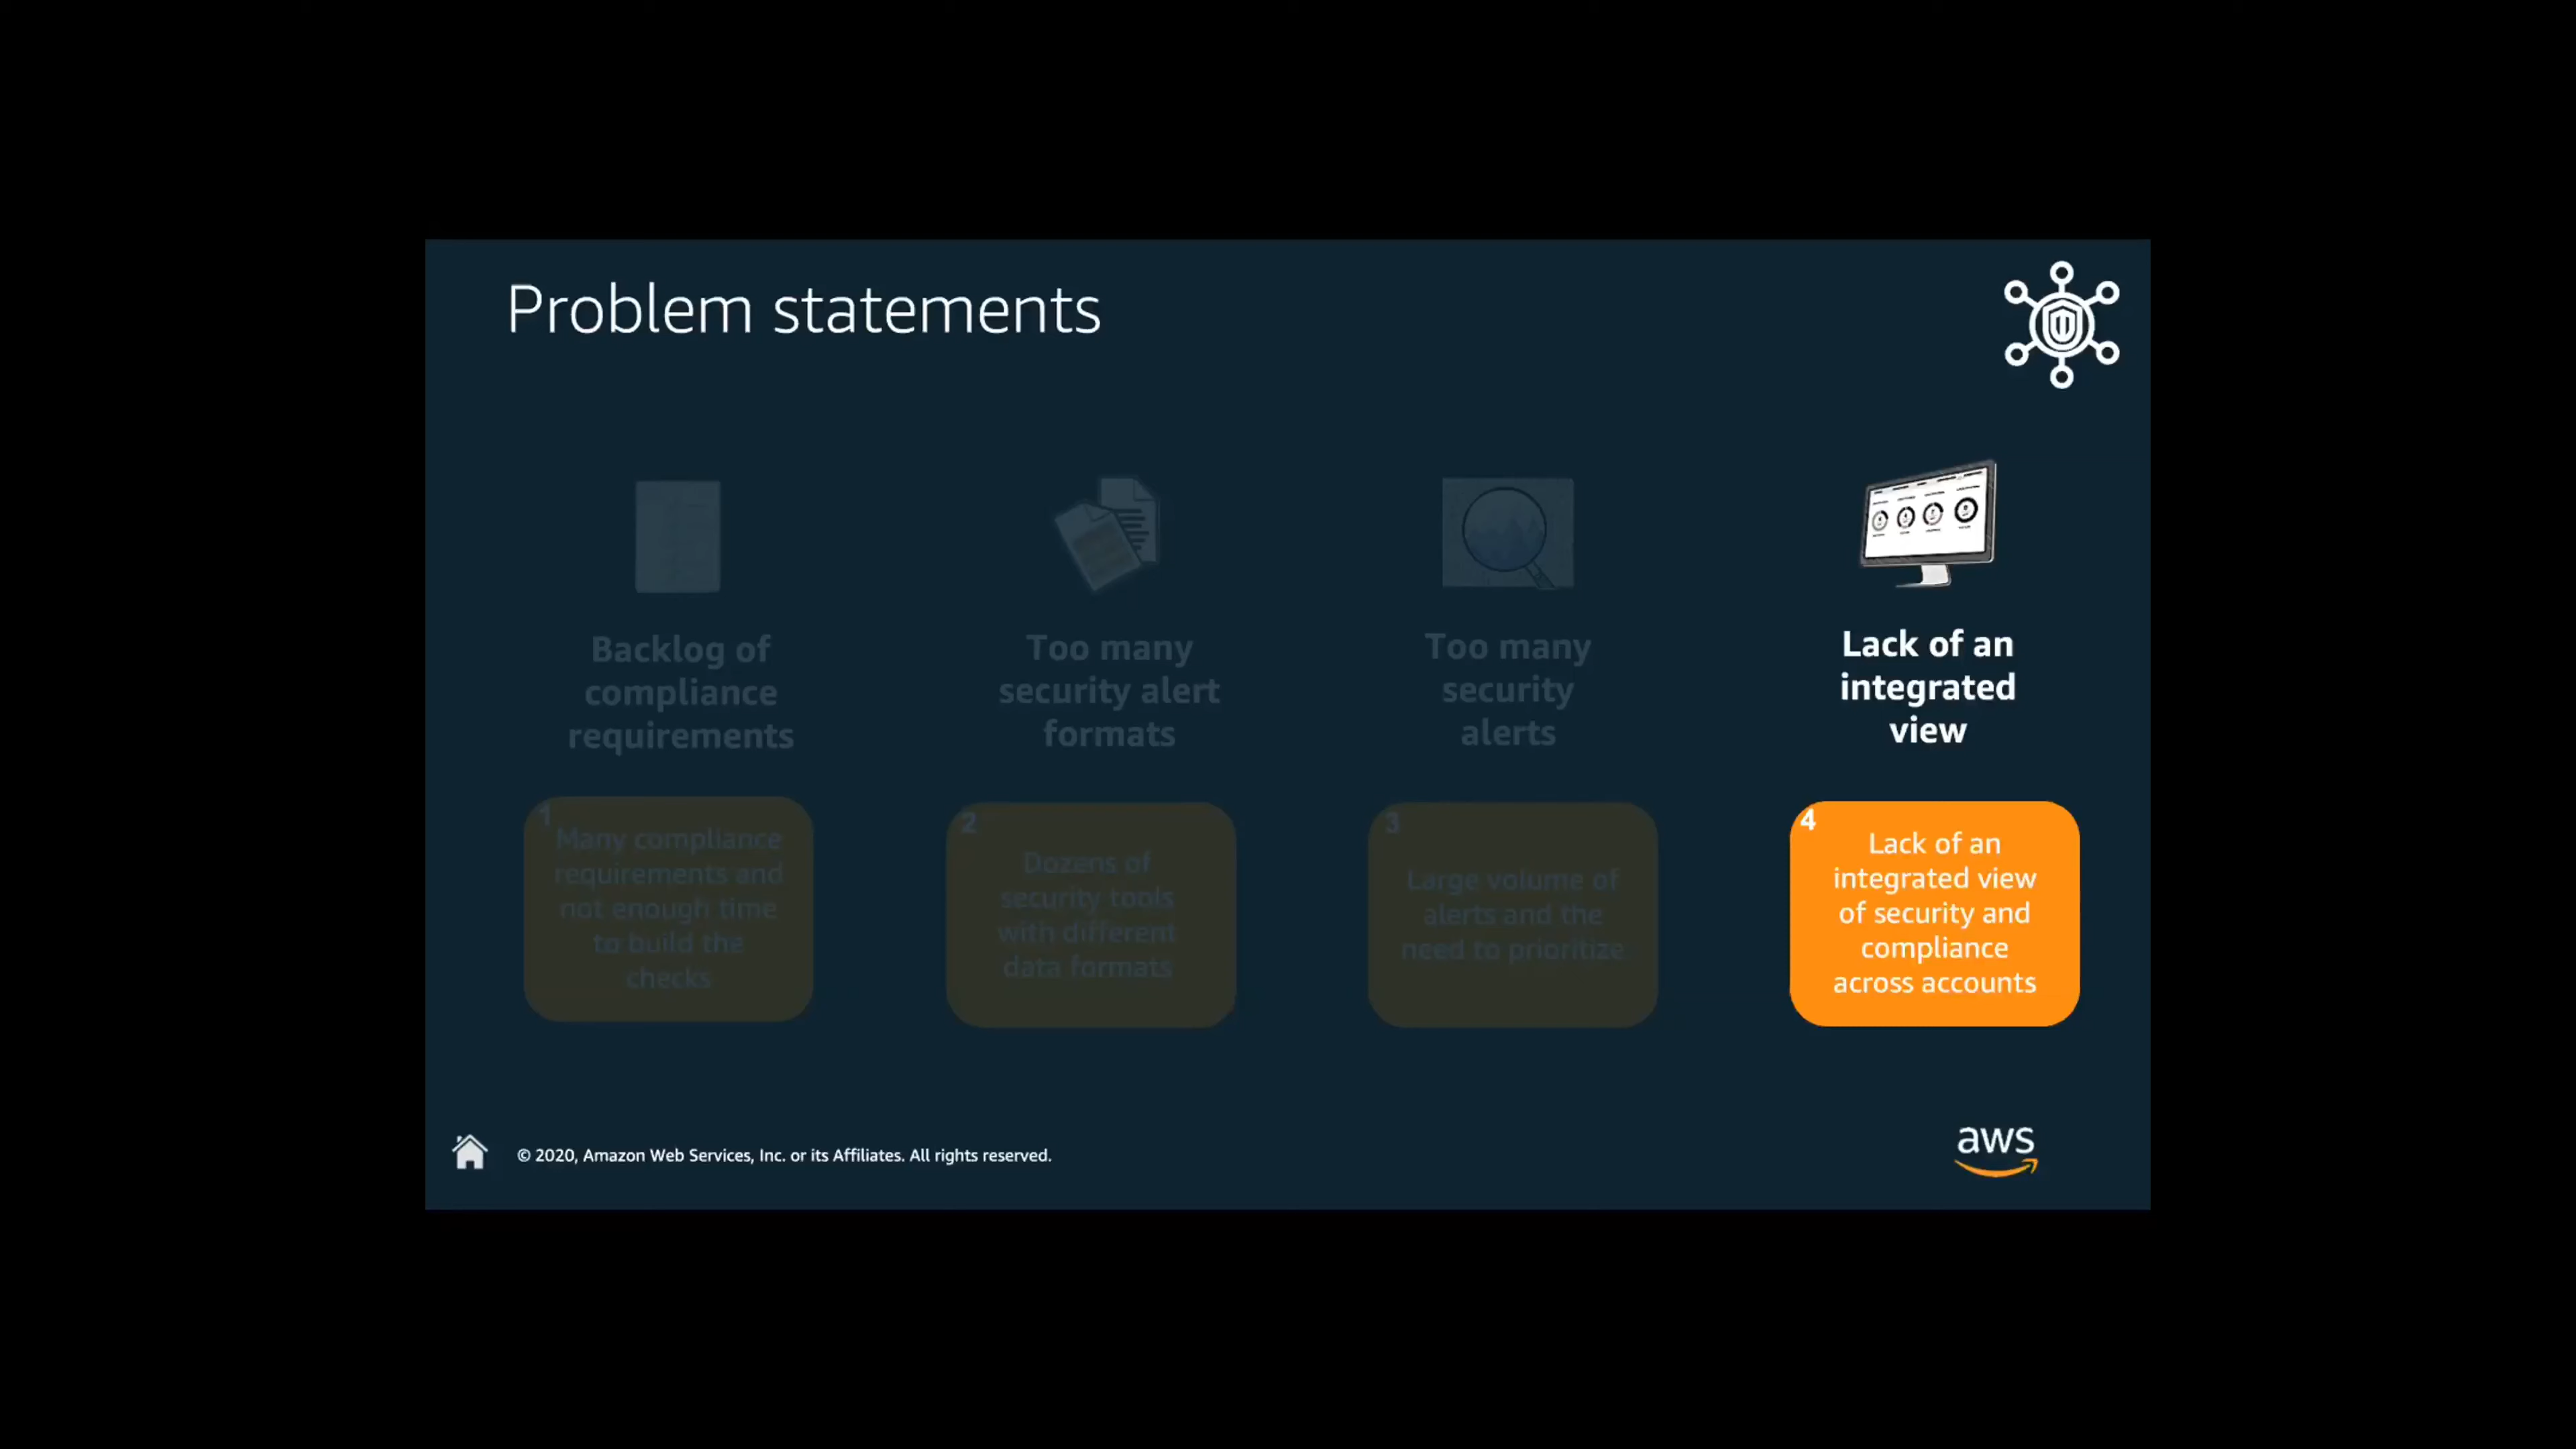 Problem statements
Backlog of
compliance
requirements
Too many
security alert
formats
Too many
security
alerts
Lack of an
integrated
view
1
Many compliance
requirements and
not enough time
to build the
checks
2
Dozens of
security tools
with different
data formats
3
Large volume of
alerts and the
need to prioritize
4
Lack of an
integrated view
of security and
compliance
across accounts
© 2020, Amazon Web Services, Inc. or its Affiliates. All rights reserved.
aws